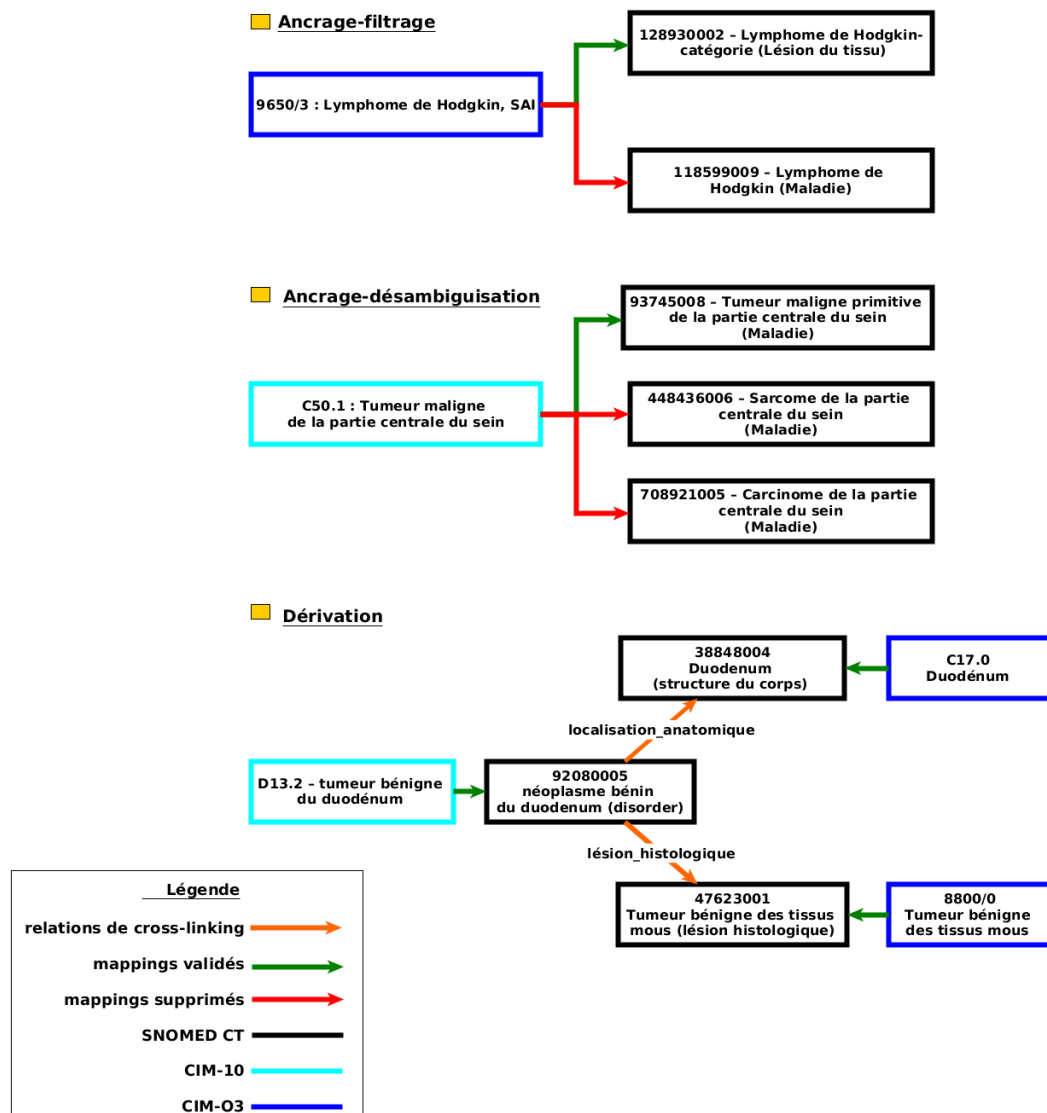 Ancrage-filtrage
128930002 – Lymphome de Hodgkin-
catégorie (Lésion du tissu)
9650/3 : Lymphome de Hodgkin, SAI
118599009 – Lymphome de
Hodgkin (Maladie)
Ancrage-désambiguisation
93745008 – Tumeur maligne primitive
de la partie centrale du sein
(Maladie)
C50.1 : Tumeur maligne
de la partie centrale du sein
448436006 – Sarcome de la partie
centrale du sein
(Maladie)
708921005 – Carcinome de la partie
centrale du sein
(Maladie)
Dérivation
38848004
Duodenum
(structure du corps)
C17.0
Duodénum
localisation_anatomique
D13.2 – tumeur bénigne
du duodénum
92080005
néoplasme bénin
du duodenum (disorder)
lésion_histologique
47623001
Tumeur bénigne des tissus
mous (lésion histologique)
8800/0
Tumeur bénigne
des tissus mous
Légende
relations de cross-linking
mappings validés
mappings supprimés
SNOMED CT
CIM-10
CIM-O3